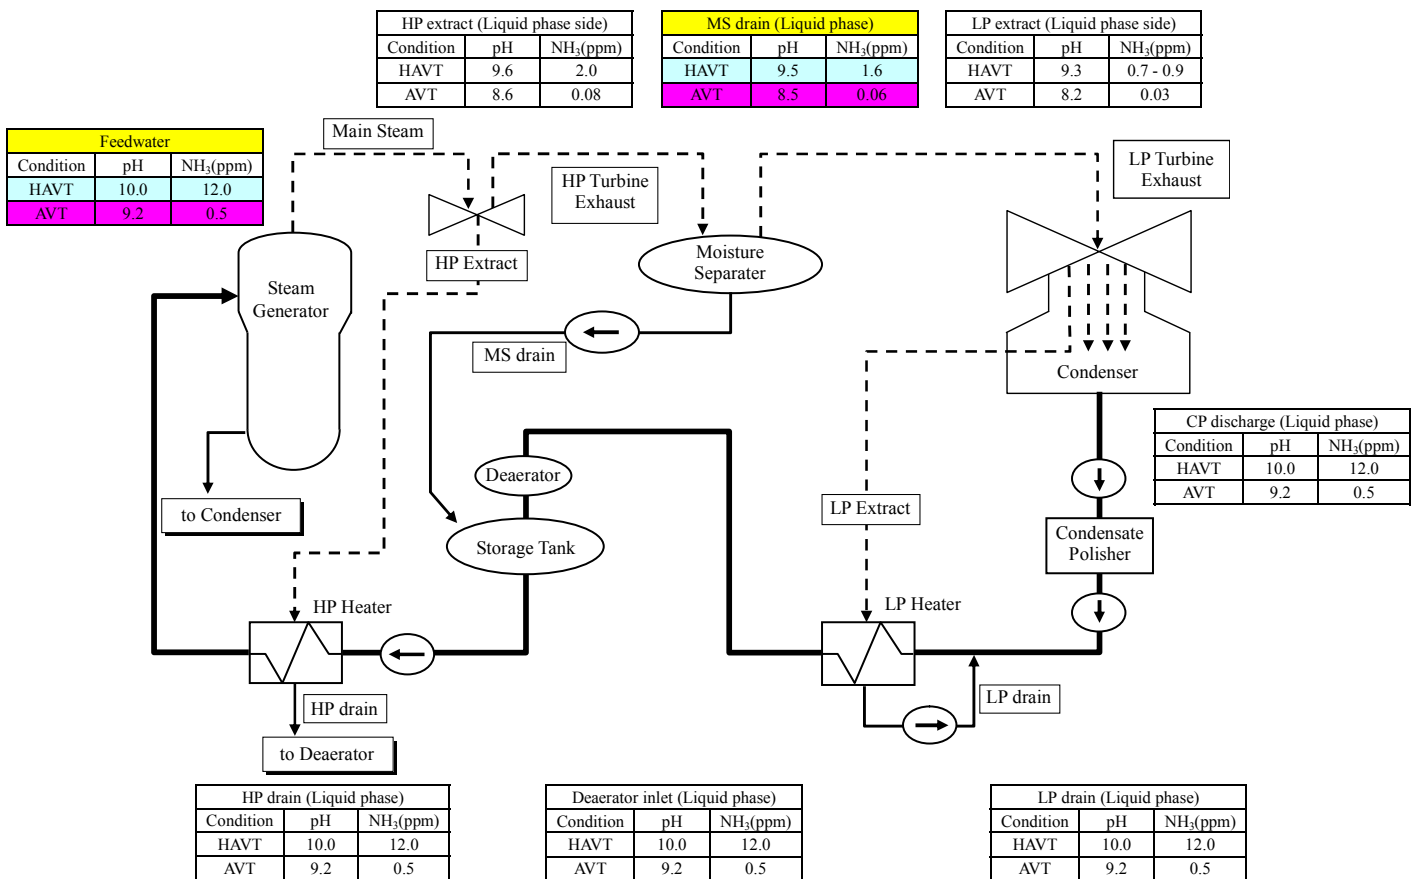 HP extract (Liquid phase side)
Condition pH NH₃(ppm)
HAVT 9.6 2.0
AVT 8.6 0.08
MS drain (Liquid phase)
Condition pH NH₃(ppm)
HAVT 9.5 1.6
AVT 8.5 0.06
LP extract (Liquid phase side)
Condition pH NH₃(ppm)
HAVT 9.3 0.7 - 0.9
AVT 8.2 0.03
Feedwater
Condition pH NH₃(ppm)
HAVT 10.0 12.0
AVT 9.2 0.5
Main Steam
HP Turbine
Exhaust
LP Turbine
Exhaust
HP Extract
Moisture
Separater
Steam
Generator
MS drain
Condenser
CP discharge (Liquid phase)
Condition pH NH₃(ppm)
HAVT 10.0 12.0
AVT 9.2 0.5
Deaerator
to Condenser
LP Extract
Storage Tank
Condensate
Polisher
HP Heater
LP Heater
HP drain
LP drain
to Deaerator
HP drain (Liquid phase)
Condition pH NH₃(ppm)
HAVT 10.0 12.0
AVT 9.2 0.5
Deaerator inlet (Liquid phase)
Condition pH NH₃(ppm)
HAVT 10.0 12.0
AVT 9.2 0.5
LP drain (Liquid phase)
Condition pH NH₃(ppm)
HAVT 10.0 12.0
AVT 9.2 0.5